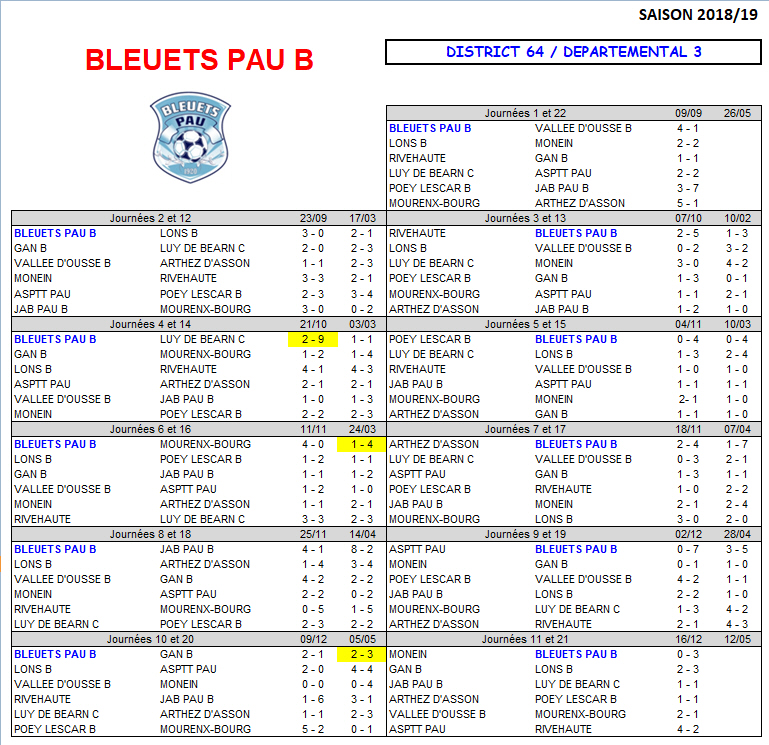 SAISON 2018/19
BLEUETS PAU B
DISTRICT 64 / DEPARTEMENTAL 3
BLEUETS
PAU
1920
Journées 1 et 22 09/09 26/05
BLEUETS PAU B VALLEE D'OUSSE B 4 - 1
LONS B MONEIN 2 - 2
RIVEHAUTE GAN B 1 - 1
LUY DE BEARN C ASPTT PAU 2 - 2
POEY LESCAR B JAB PAU B 3 - 7
MOURENX-BOURG ARTHEZ D'ASSON 5 - 1
Journées 2 et 12 23/09 17/03
BLEUETS PAU B LONS B 3 - 0 2 - 1
GAN B LUY DE BEARN C 2 - 0 2 - 3
VALLEE D'OUSSE B ARTHEZ D'ASSON 1 - 1 2 - 3
MONEIN RIVEHAUTE 3 - 3 2 - 1
ASPTT PAU POEY LESCAR B 2 - 3 3 - 4
JAB PAU B MOURENX-BOURG 3 - 0 0 - 2
Journées 3 et 13 07/10 10/02
RIVEHAUTE BLEUETS PAU B 2 - 5 1 - 3
LONS B VALLEE D'OUSSE B 0 - 2 3 - 2
LUY DE BEARN C MONEIN 3 - 0 4 - 2
POEY LESCAR B GAN B 1 - 3 0 - 1
MOURENX-BOURG ASPTT PAU 1 - 1 2 - 1
ARTHEZ D'ASSON JAB PAU B 1 - 2 1 - 0
Journées 4 et 14 21/10 03/03
BLEUETS PAU B LUY DE BEARN C 2 - 9 1 - 1
GAN B MOURENX-BOURG 1 - 2 1 - 4
LONS B RIVEHAUTE 4 - 1 4 - 3
ASPTT PAU ARTHEZ D'ASSON 2 - 1 2 - 1
VALLEE D'OUSSE B JAB PAU B 1 - 0 1 - 3
MONEIN POEY LESCAR B 2 - 2 2 - 3
Journées 5 et 15 04/11 10/03
POEY LESCAR B BLEUETS PAU B 0 - 4 0 - 4
LUY DE BEARN C LONS B 1 - 3 2 - 4
RIVEHAUTE VALLEE D'OUSSE B 1 - 0 1 - 0
JAB PAU B ASPTT PAU 1 - 1 1 - 1
MOURENX-BOURG MONEIN 2- 1 1 - 0
ARTHEZ D'ASSON GAN B 1 - 1 1 - 0
Journées 6 et 16 11/11 24/03
BLEUETS PAU B MOURENX-BOURG 4 - 0 1 - 4
LONS B POEY LESCAR B 1 - 2 1 - 1
GAN B JAB PAU B 1 - 1 1 - 2
VALLEE D'OUSSE B ASPTT PAU 1 - 2 1 - 0
MONEIN ARTHEZ D'ASSON 1 - 1 2 - 1
RIVEHAUTE LUY DE BEARN C 3 - 3 2 - 3
Journées 7 et 17 18/11 07/04
ARTHEZ D'ASSON BLEUETS PAU B 2 - 4 1 - 7
LUY DE BEARN C VALLEE D'OUSSE B 0 - 3 2 - 1
ASPTT PAU GAN B 1 - 3 1 - 1
POEY LESCAR B RIVEHAUTE 1 - 0 2 - 2
JAB PAU B MONEIN 2 - 1 2 - 4
MOURENX-BOURG LONS B 3 - 0 2 - 0
Journées 8 et 18 25/11 14/04
BLEUETS PAU B JAB PAU B 4 - 1 8 - 2
LONS B ARTHEZ D'ASSON 1 - 4 3 - 4
VALLEE D'OUSSE B GAN B 4 - 2 2 - 2
MONEIN ASPTT PAU 2 - 2 0 - 2
RIVEHAUTE MOURENX-BOURG 0 - 5 1 - 5
LUY DE BEARN C POEY LESCAR B 2 - 3 2 - 2
Journées 9 et 19 02/12 28/04
ASPTT PAU BLEUETS PAU B 0 - 7 3 - 5
MONEIN GAN B 0 - 1 1 - 0
POEY LESCAR B VALLEE D'OUSSE B 4 - 2 1 - 1
JAB PAU B LONS B 2 - 2 1 - 0
MOURENX-BOURG LUY DE BEARN C 1 - 3 4 - 2
ARTHEZ D'ASSON RIVEHAUTE 2 - 1 4 - 3
Journées 10 et 20 09/12 05/05
BLEUETS PAU B GAN B 2 - 1 2 - 3
LONS B ASPTT PAU 2 - 0 4 - 4
VALLEE D'OUSSE B MONEIN 0 - 0 0 - 4
RIVEHAUTE JAB PAU B 1 - 6 3 - 1
LUY DE BEARN C ARTHEZ D'ASSON 1 - 1 2 - 3
POEY LESCAR B MOURENX-BOURG 5 - 2 0 - 1
Journées 11 et 21 16/12 12/05
MONEIN BLEUETS PAU B 0 - 3
GAN B LONS B 2 - 3
JAB PAU B LUY DE BEARN C 1 - 1
ARTHEZ D'ASSON POEY LESCAR B 1 - 1
VALLEE D'OUSSE B MOURENX-BOURG 2 - 1
ASPTT PAU RIVEHAUTE 4 - 2